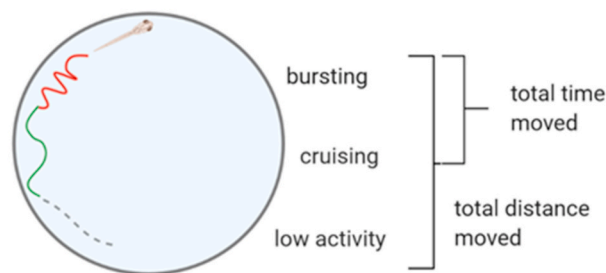 bursting
total time
moved
cruising
total distance
moved
low activity